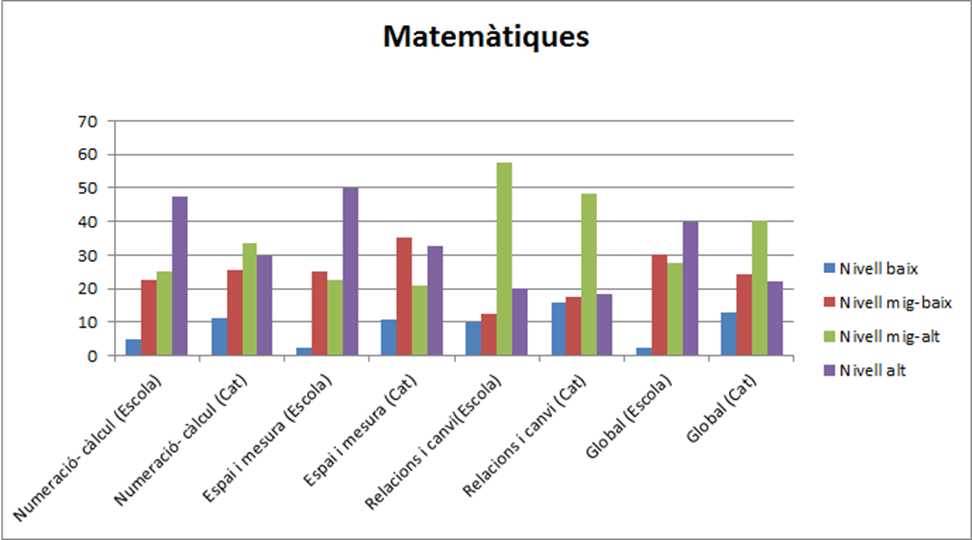 Matemàtiques
70
60
50
40
30
20
10
0
Numeració- càlcul (Escola)
Numeració- càlcul (Cat)
Espai i mesura (Escola)
Espai i mesura (Cat)
Relacions i canvi(Escola)
Relacions i canvi (Cat)
Global (Escola)
Global (Cat)
Nivell baix
Nivell mig-baix
Nivell mig-alt
Nivell alt